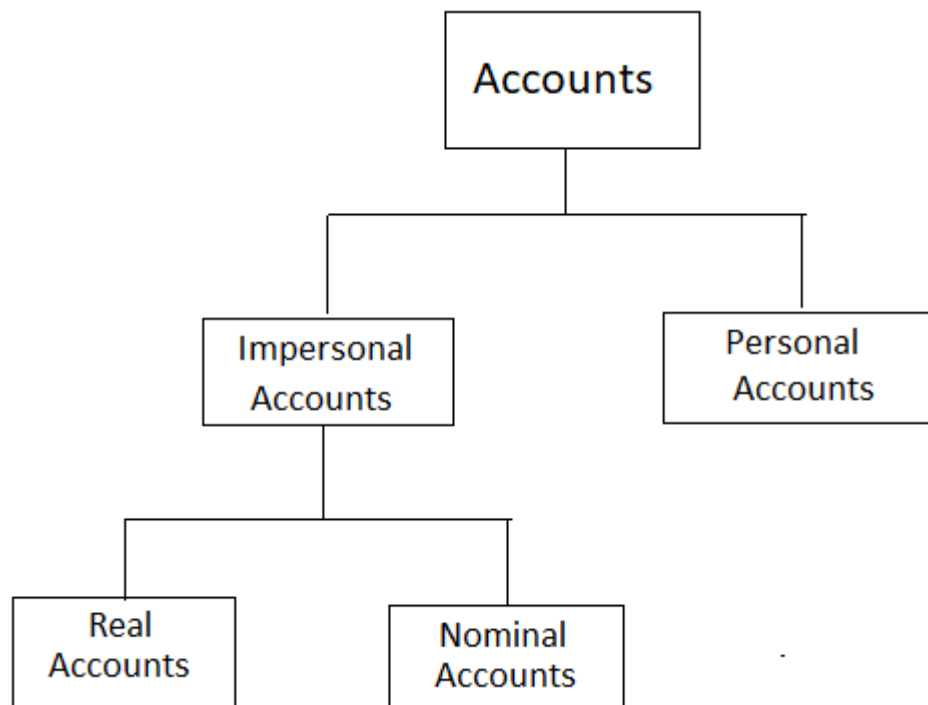 Accounts
Impersonal
Accounts
Personal
Accounts
Real
Accounts
Nominal
Accounts